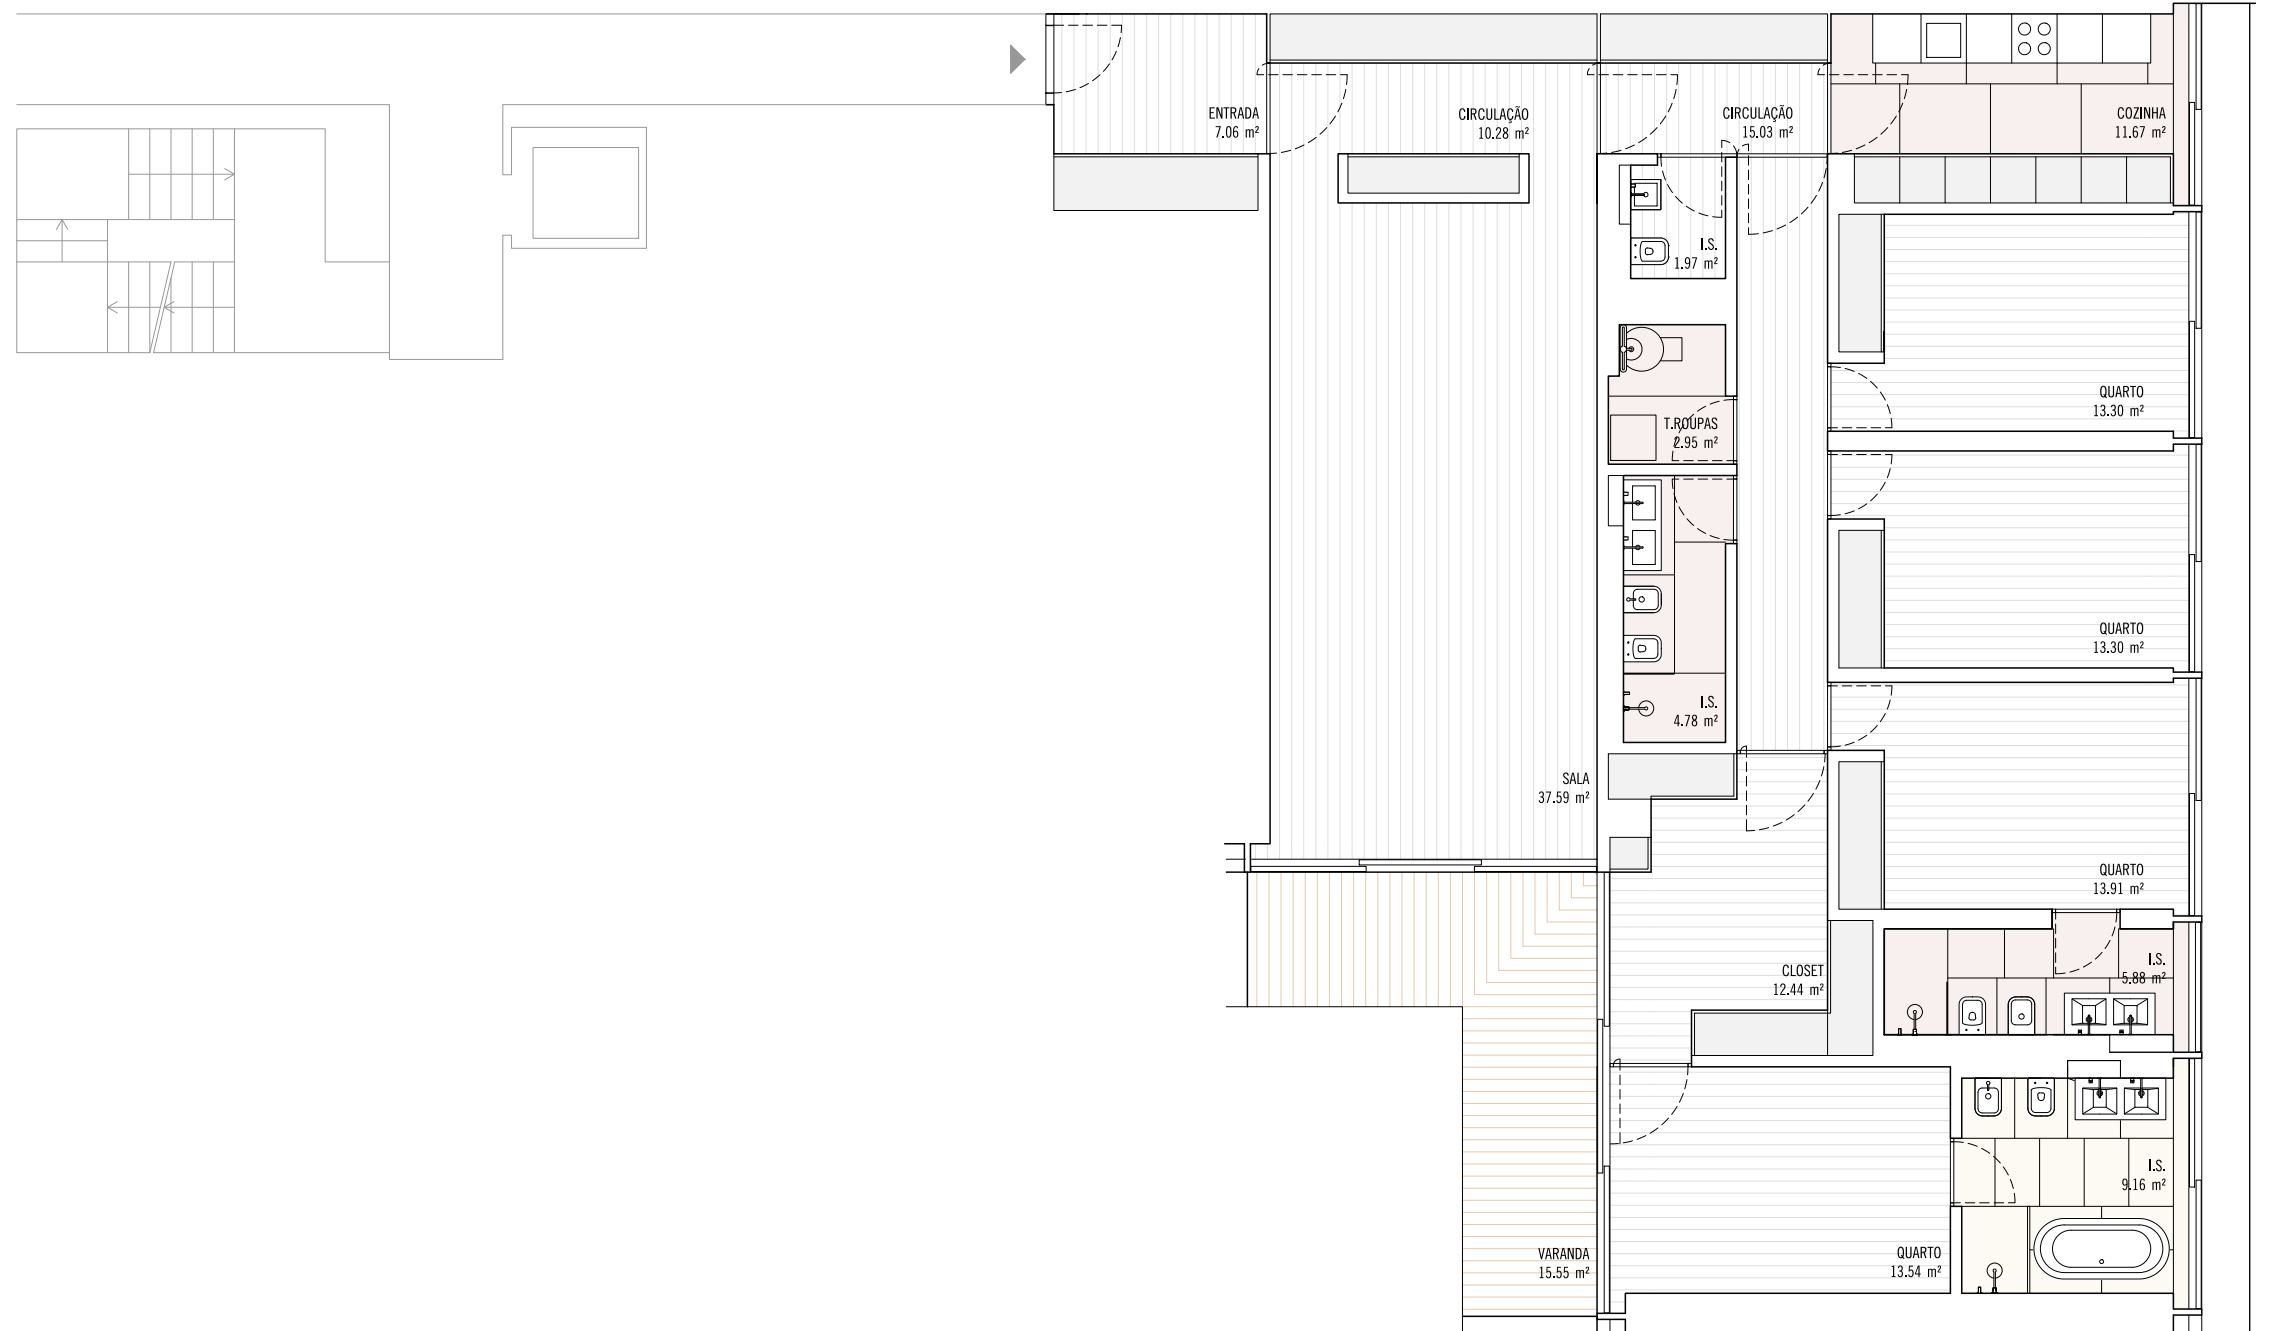 ENTRADA
7.06 m²
CIRCULAÇÃO
10.28 m²
CIRCULAÇÃO
15.03 m²
COZINHA
11.67 m²
I.S.
1.97 m²
QUARTO
13.30 m²
T.ROUPAS
2.95 m²
QUARTO
13.30 m²
I.S.
4.78 m²
SALA
37.59 m²
QUARTO
13.91 m²
CLOSET
12.44 m²
I.S.
5.88 m²
I.S.
9.16 m²
VARANDA
15.55 m²
QUARTO
13.54 m²